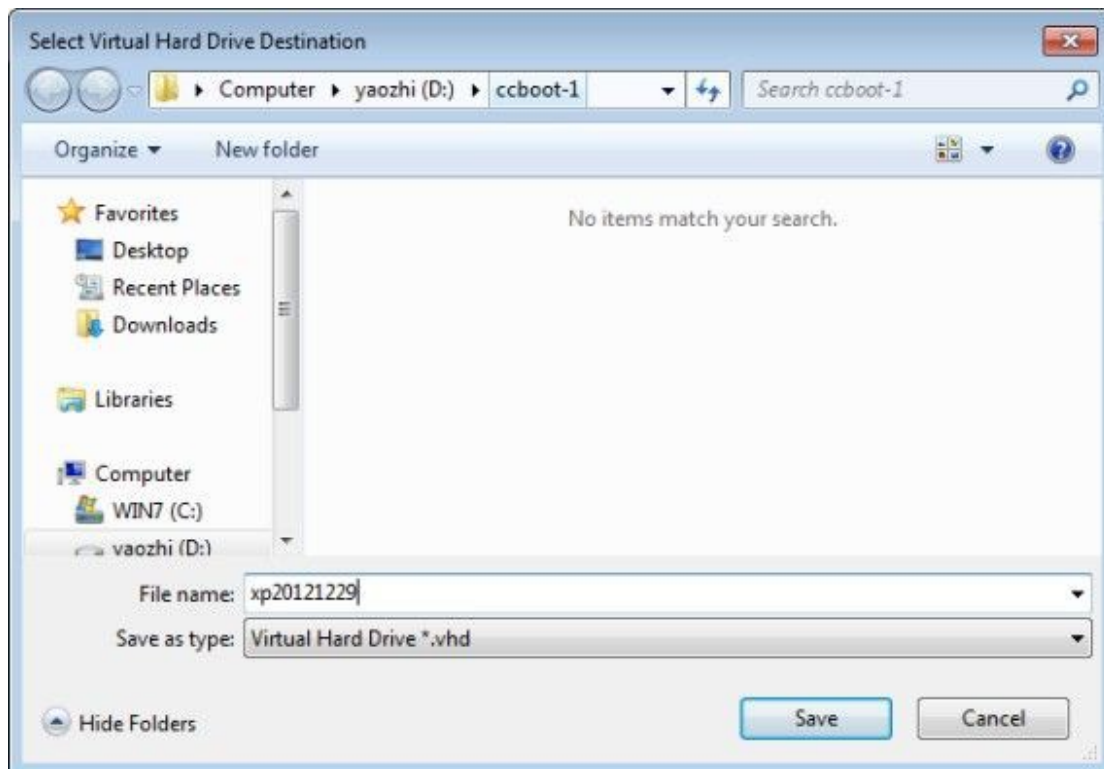 Select Virtual Hard Drive Destination
Computer yaozhi (D:) ccboot-1 Search ccboot-1
Organize New folder
Favorites
Desktop
Recent Places
Downloads
Libraries
Computer
WIN7 (C:)
yaozhi (D:)
No items match your search.
File name: xp20121229
Save as type: Virtual Hard Drive *.vhd
Hide Folders Save Cancel